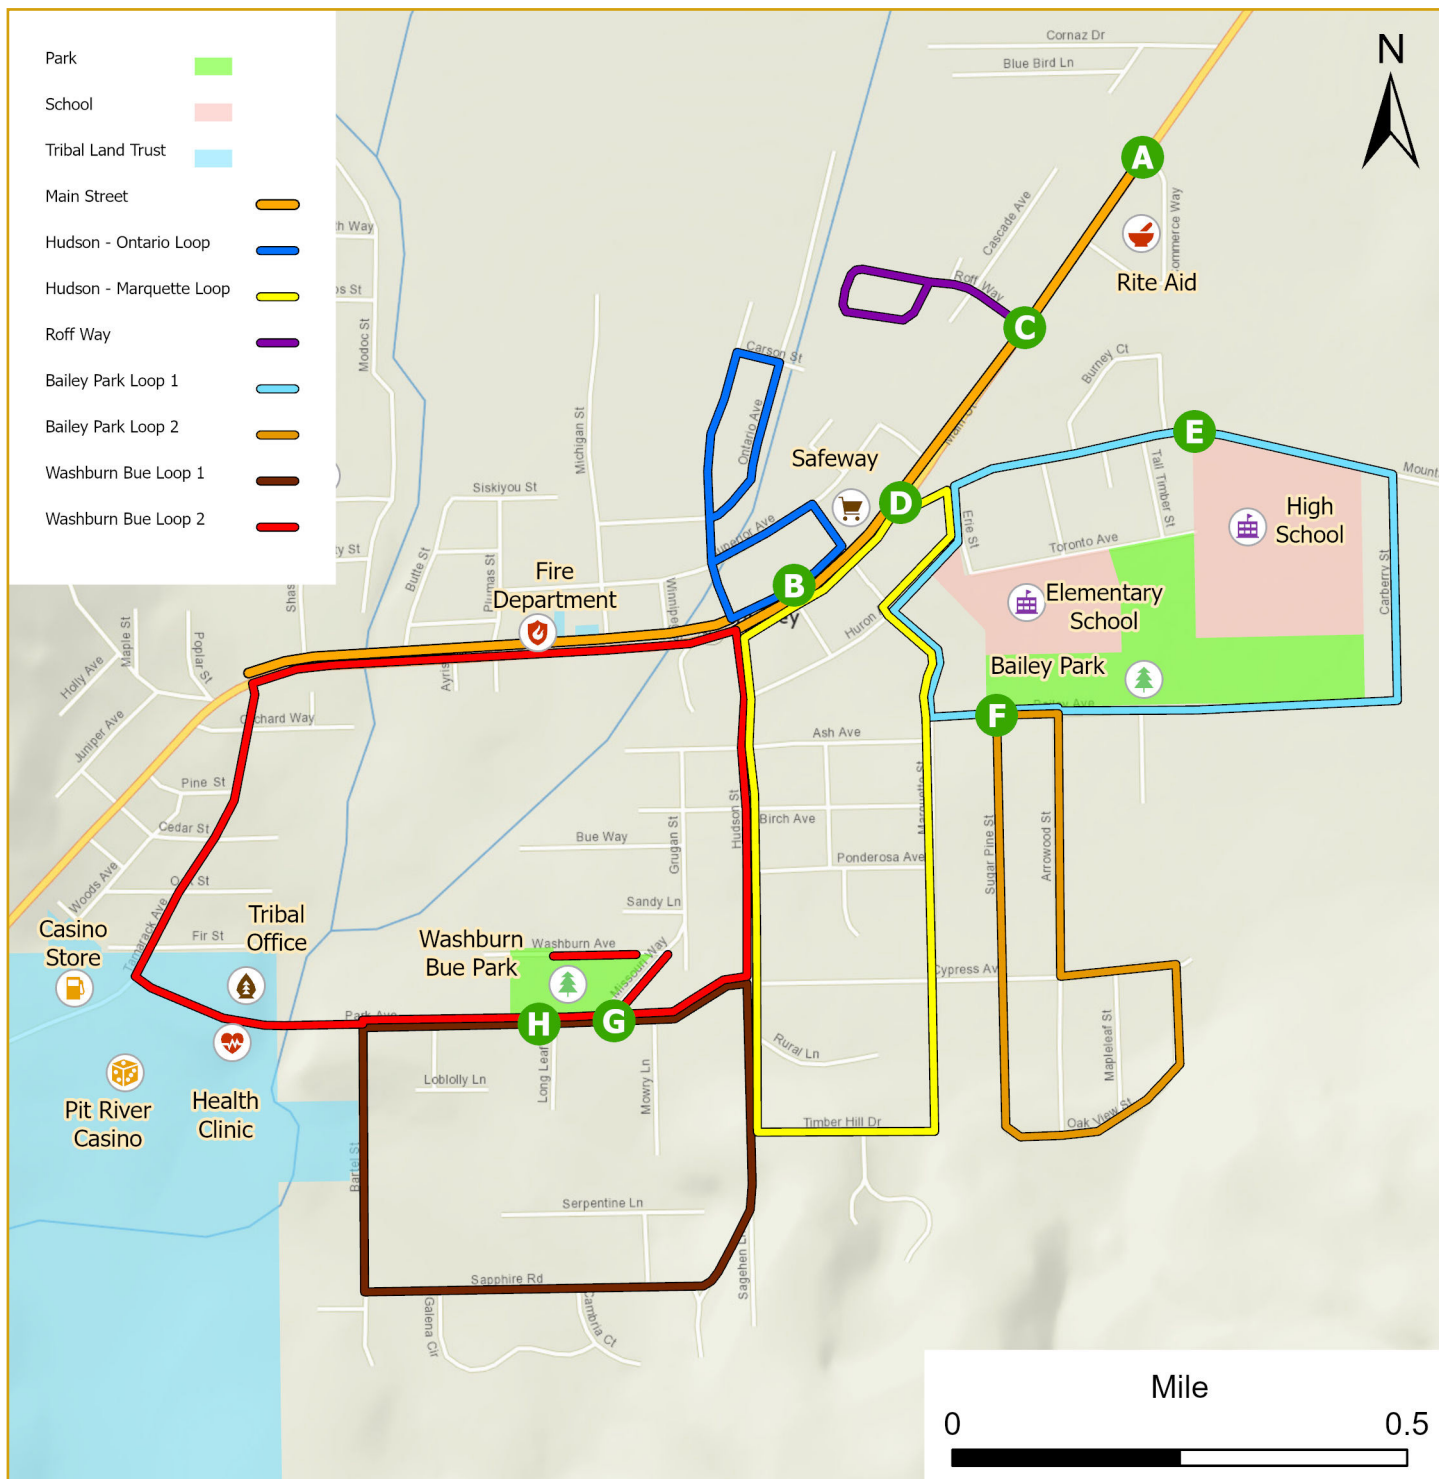 Park
School
Tribal Land Trust
Main Street
Hudson - Ontario Loop
Hudson - Marquette Loop
Roff Way
Bailey Park Loop 1
Bailey Park Loop 2
Washburn Bue Loop 1
Washburn Bue Loop 2
N
Cornaz Dr
Blue Bird Ln
A
Cascade Ave
Rite Aid
Roff Way
C
Modoc St
Carson St
Burney Ct
Michigan St
Ontario Ave
Main St
E
Safeway
Tall Timber St
Siskiyou St
D
High
School
Erie St
Toronto Ave
Butte St
Plumas St
Carberry St
Fire
Department
B
Elementary
School
Huron
Maple St
Poplar St
Holly Ave
Bailey Park
F
Juniper Ave
Orchard Way
Ash Ave
Pine St
Marquette St
Hudson St
Cedar St
Bue Way
Grugan St
Birch Ave
Sugar Pine St
Arrowood St
Ponderosa Ave
Woods Ave
Sandy Ln
Casino
Store
Tribal
Office
Fir St
Tamarack Ave
Washburn
Bue Park
Washburn Ave
Missouri Way
Cypress Av
Park Ave
H
G
Rural Ln
Mapleleaf St
Pit River
Casino
Health
Clinic
Loblolly Ln
Long Leaf
Mowry Ln
Timber Hill Dr
Oak View St
Bartel St
Serpentine Ln
Sapphire Rd
Sagehen L
Galena Cir
Cambria Ct
Mile
0 0.5